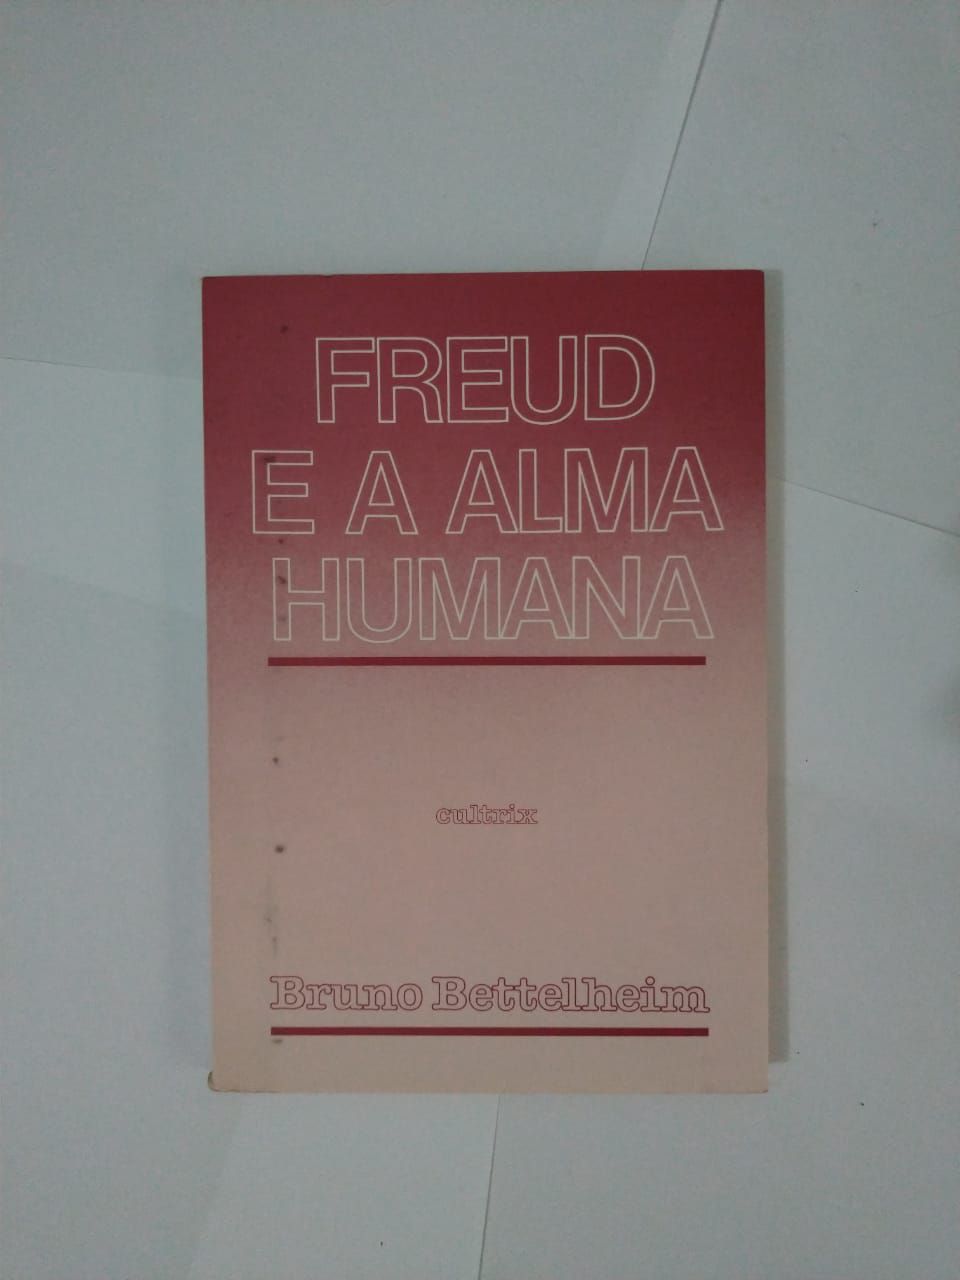 FREUD
E A ALMA
HUMANA
cultrix
Bruno Bettelheim